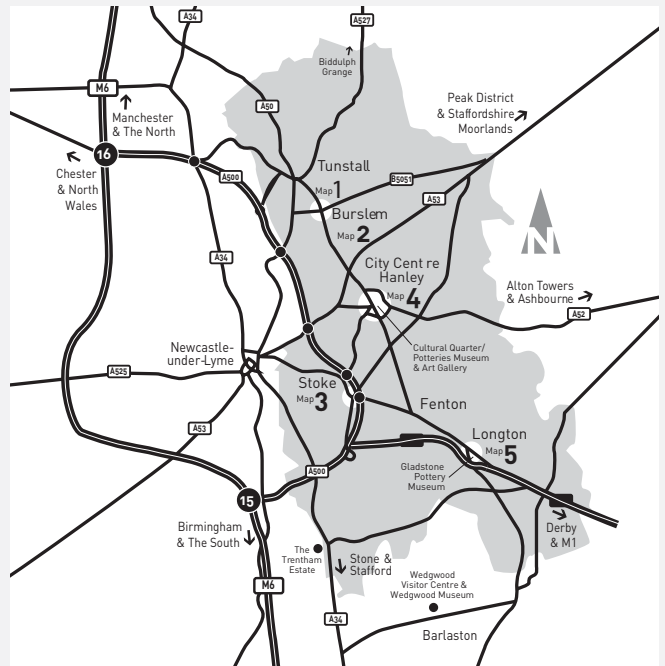 A34
A527
Biddulph
Grange
M6
A50
Manchester
& The North
Peak District
& Staffordshire
Moorlands
16
Chester
& North
Wales
A500
Tunstall
Map 1
B5051
A53
Burslem
Map 2
N
A34
City Cent re
Hanley
Map 4
Alton Towers
& Ashbourne
A52
Newcastle-
under-Lyme
Cultural Quarter/
Potteries Museum
& Art Gallery
A525
Stoke
Map 3
Fenton
A53
Longton
Map 5
A500
Gladstone
Pottery
Museum
15
Birmingham
& The South
Derby
& M1
The
Trentham
Estate
Stone &
Stafford
Wedgwood
Visitor Centre &
Wedgwood Museum
M6
A34
Barlaston